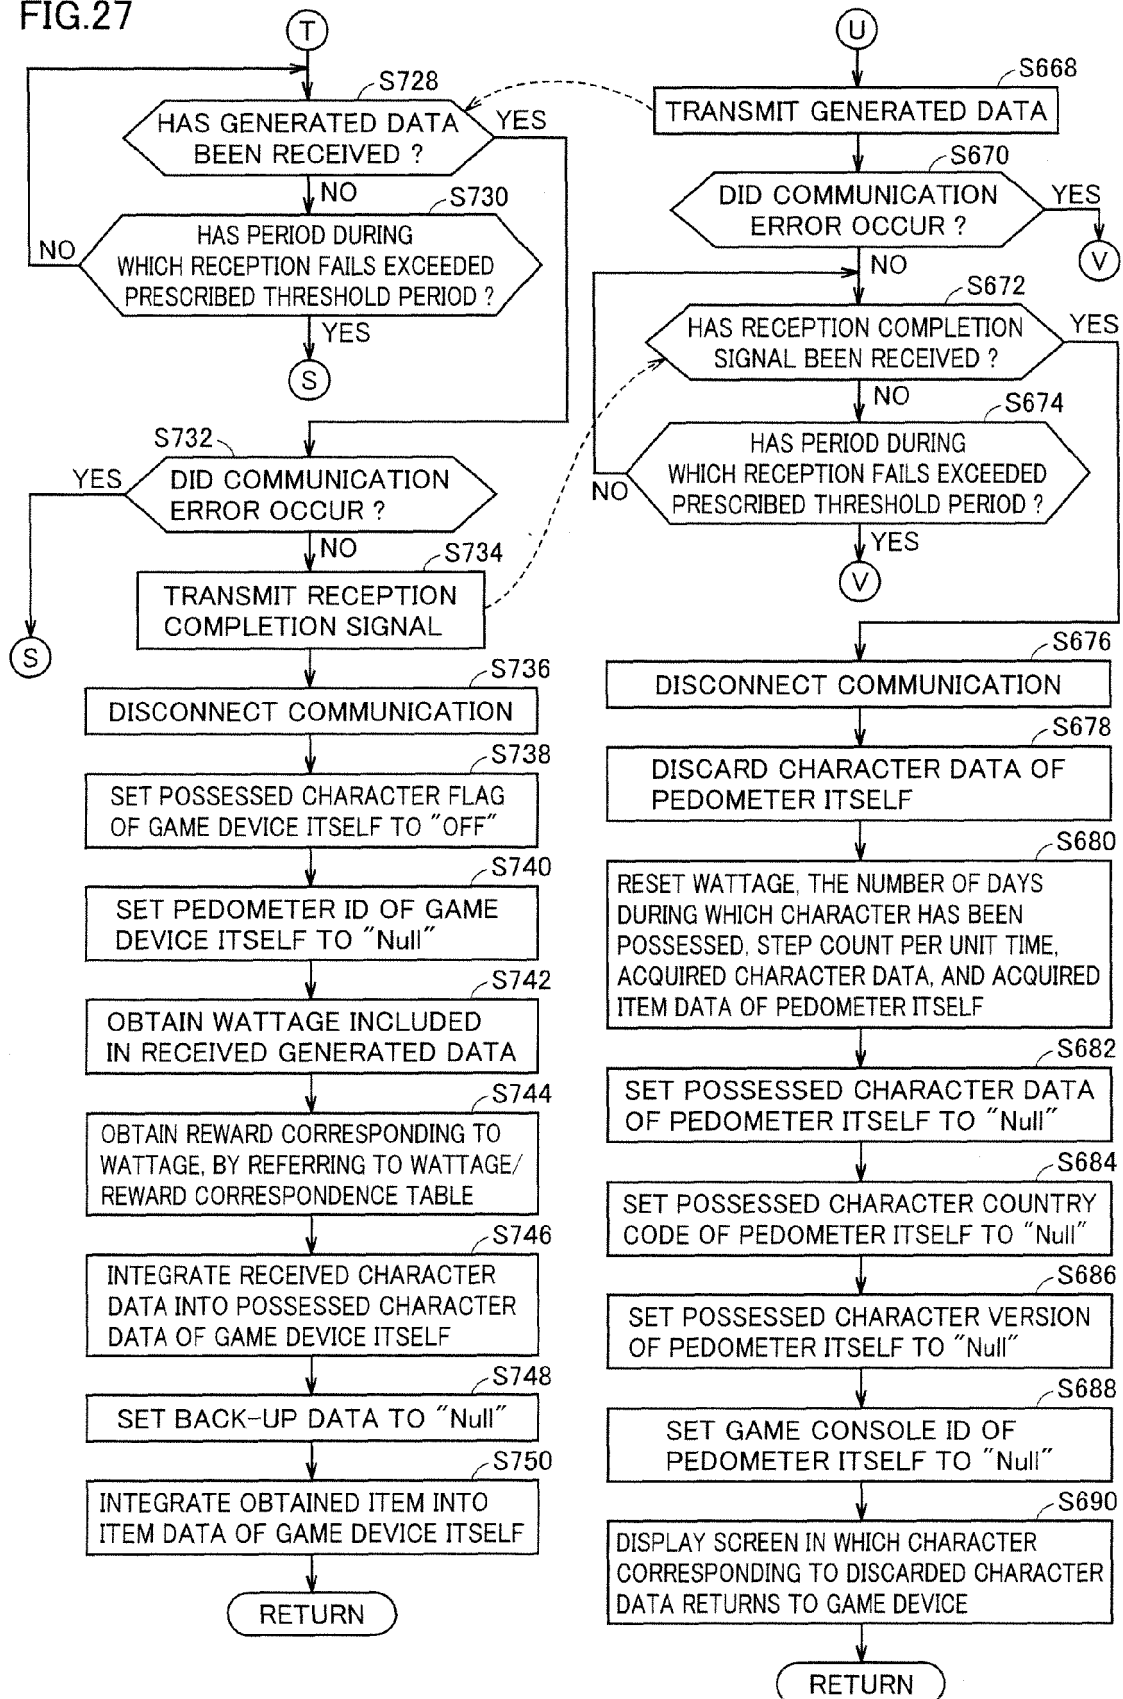 FIG.27
T
S728
HAS GENERATED DATA
BEEN RECEIVED ?
YES
NO
S730
HAS PERIOD DURING
WHICH RECEPTION FAILS EXCEEDED
PRESCRIBED THRESHOLD PERIOD ?
NO
YES
S
S732
DID COMMUNICATION
ERROR OCCUR ?
YES
NO
S
S734
TRANSMIT RECEPTION
COMPLETION SIGNAL
S736
DISCONNECT COMMUNICATION
S738
SET POSSESSED CHARACTER FLAG
OF GAME DEVICE ITSELF TO "OFF"
S740
SET PEDOMETER ID OF GAME
DEVICE ITSELF TO "Null"
S742
OBTAIN WATTAGE INCLUDED
IN RECEIVED GENERATED DATA
S744
OBTAIN REWARD CORRESPONDING TO
WATTAGE, BY REFERRING TO WATTAGE/
REWARD CORRESPONDENCE TABLE
S746
INTEGRATE RECEIVED CHARACTER
DATA INTO POSSESSED CHARACTER
DATA OF GAME DEVICE ITSELF
S748
SET BACK-UP DATA TO "Null"
S750
INTEGRATE OBTAINED ITEM INTO
ITEM DATA OF GAME DEVICE ITSELF
RETURN
U
S668
TRANSMIT GENERATED DATA
S670
DID COMMUNICATION
ERROR OCCUR ?
YES
V
NO
S672
HAS RECEPTION COMPLETION
SIGNAL BEEN RECEIVED ?
YES
NO
S674
HAS PERIOD DURING
WHICH RECEPTION FAILS EXCEEDED
PRESCRIBED THRESHOLD PERIOD ?
NO
YES
V
S676
DISCONNECT COMMUNICATION
S678
DISCARD CHARACTER DATA OF
PEDOMETER ITSELF
S680
RESET WATTAGE, THE NUMBER OF DAYS
DURING WHICH CHARACTER HAS BEEN
POSSESSED, STEP COUNT PER UNIT TIME,
ACQUIRED CHARACTER DATA, AND ACQUIRED
ITEM DATA OF PEDOMETER ITSELF
S682
SET POSSESSED CHARACTER DATA
OF PEDOMETER ITSELF TO "Null"
S684
SET POSSESSED CHARACTER COUNTRY
CODE OF PEDOMETER ITSELF TO "Null"
S686
SET POSSESSED CHARACTER VERSION
OF PEDOMETER ITSELF TO "Null"
S688
SET GAME CONSOLE ID OF
PEDOMETER ITSELF TO "Null"
S690
DISPLAY SCREEN IN WHICH CHARACTER
CORRESPONDING TO DISCARDED CHARACTER
DATA RETURNS TO GAME DEVICE
RETURN